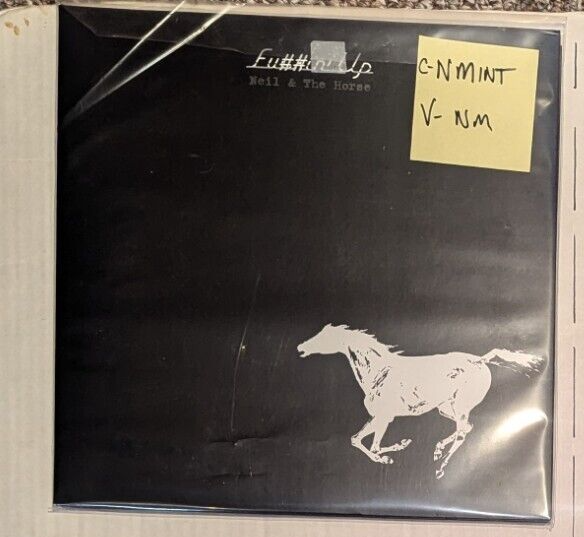 Fu##in' Up
Neil & The Horse
C-NMINT
V- NM